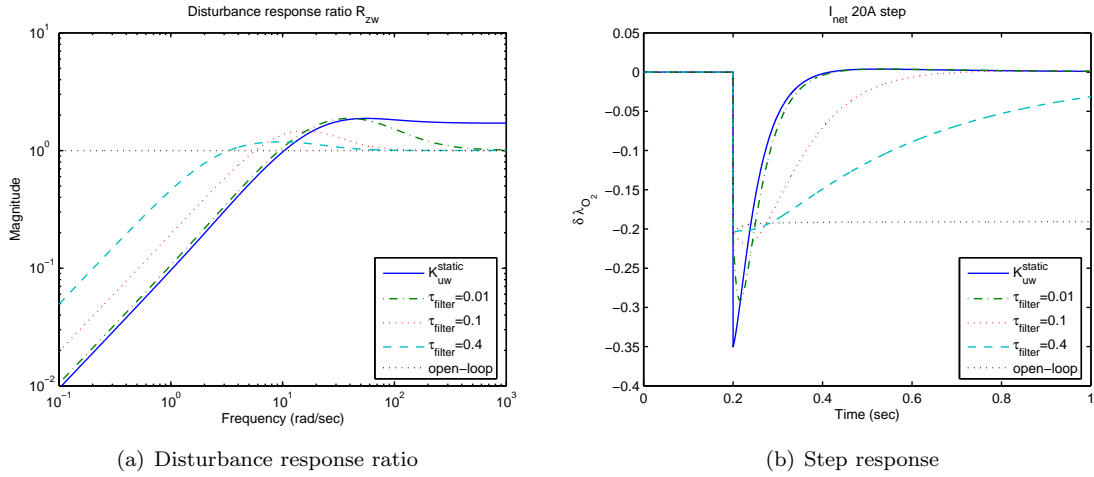 Disturbance response ratio R_zw
10^1
10^0
10^-1
10^-2
Magnitude
10^-1
10^0
10^1
10^2
10^3
Frequency (rad/sec)
K_uw^static
τ_filter=0.01
τ_filter=0.1
τ_filter=0.4
open-loop
(a) Disturbance response ratio
I_net 20A step
0.05
0
−0.05
−0.1
−0.15
−0.2
−0.25
−0.3
−0.35
−0.4
δ λ_O_2
0
0.2
0.4
0.6
0.8
1
Time (sec)
K_uw^static
τ_filter=0.01
τ_filter=0.1
τ_filter=0.4
open-loop
(b) Step response